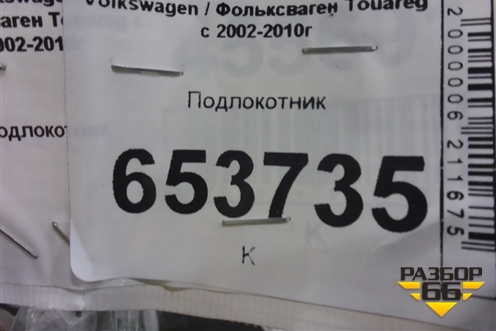 Volkswagen / Фольксваген Touareg
с 2002-2010г
Подлокотник
653735
К
2000006211675
РАЗБОР
66